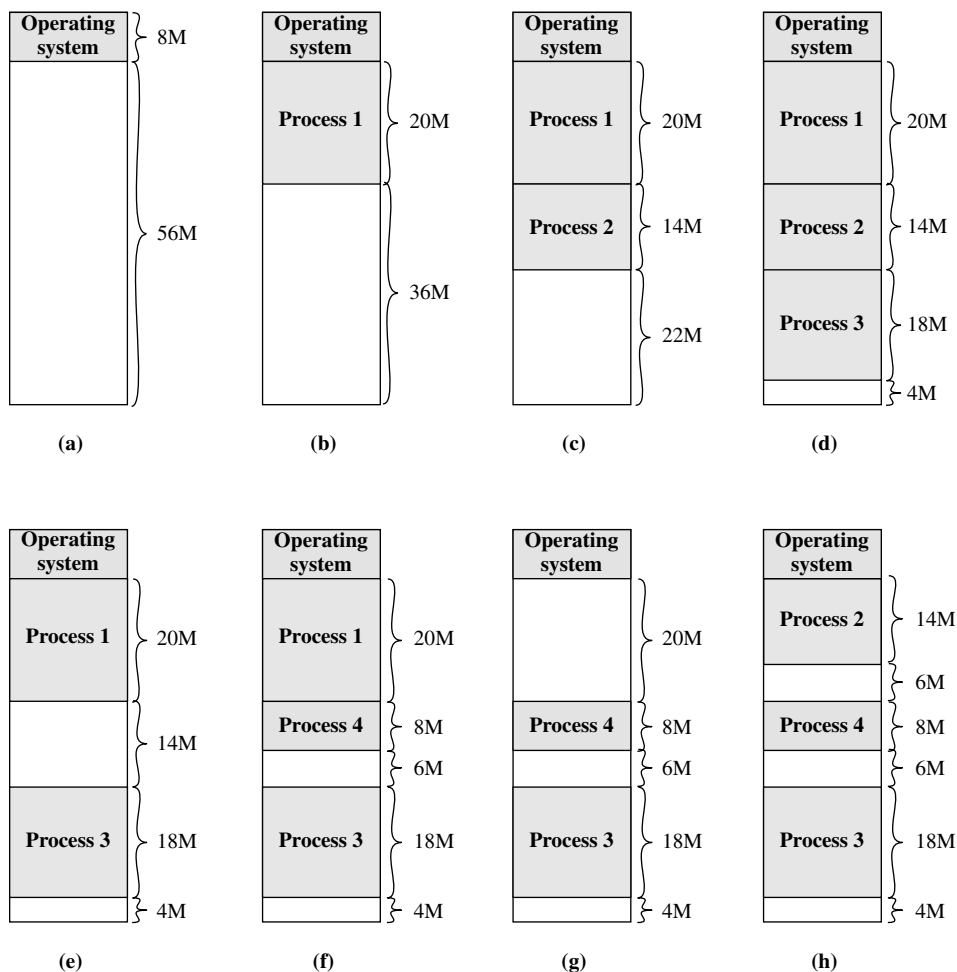 Operating
system
8M
56M
(a)
Operating
system
Process 1
20M
36M
(b)
Operating
system
Process 1
20M
Process 2
14M
22M
(c)
Operating
system
Process 1
20M
Process 2
14M
Process 3
18M
4M
(d)
Operating
system
Process 1
20M
14M
Process 3
18M
4M
(e)
Operating
system
Process 1
20M
Process 4
8M
6M
Process 3
18M
4M
(f)
Operating
system
20M
Process 4
8M
6M
Process 3
18M
4M
(g)
Operating
system
Process 2
14M
6M
Process 4
8M
6M
Process 3
18M
4M
(h)